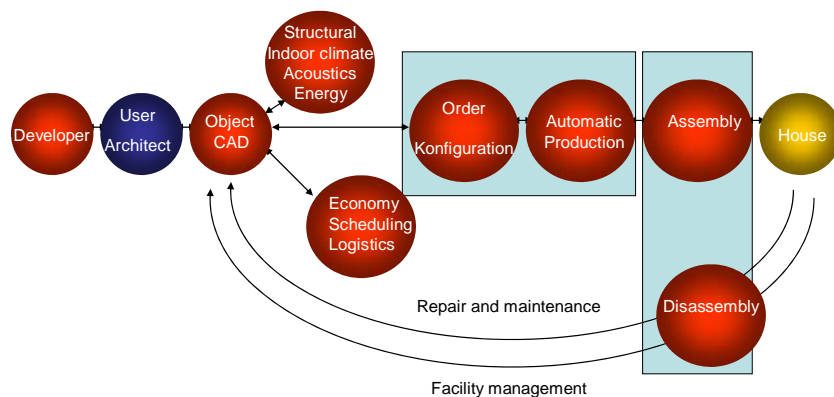 Structural
Indoor climate
Acoustics
Energy
Developer
User
Architect
Object
CAD
Order
Konfiguration
Automatic
Production
Assembly
House
Economy
Scheduling
Logistics
Disassembly
Repair and maintenance
Facility management